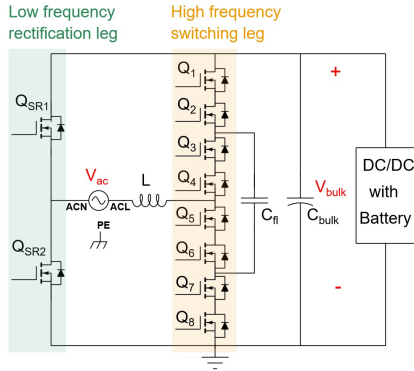 Low frequency
rectification leg
High frequency
switching leg
Q1
Q2
QSR1
Q3
Q4
Vac
L
ACN
ACL
PE
Q5
Cfl
Cbulk
Q6
QSR2
Q7
Q8
+
Vbulk
-
DC/DC
with
Battery